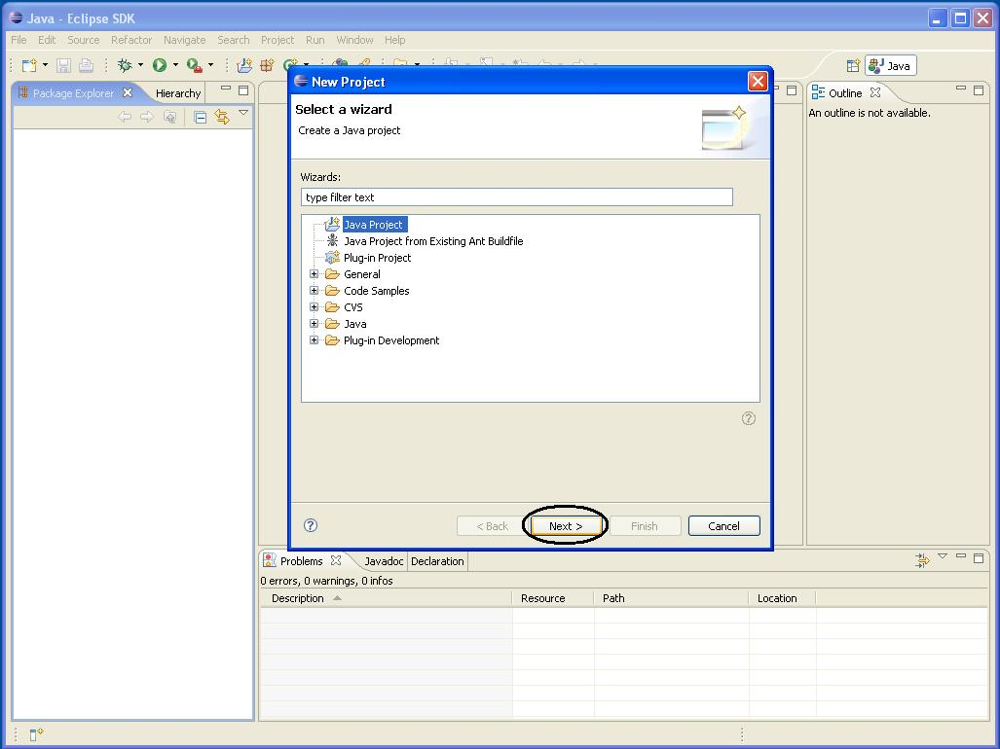 Java - Eclipse SDK
File Edit Source Refactor Navigate Search Project Run Window Help
Java
Package Explorer
Hierarchy
Outline
An outline is not available.
New Project
Select a wizard
Create a Java project
Wizards:
type filter text
Java Project
Java Project from Existing Ant Buildfile
Plug-in Project
General
Code Samples
CVS
Java
Plug-in Development
< Back Next > Finish Cancel
Problems Javadoc Declaration
0 errors, 0 warnings, 0 infos
Description Resource Path Location